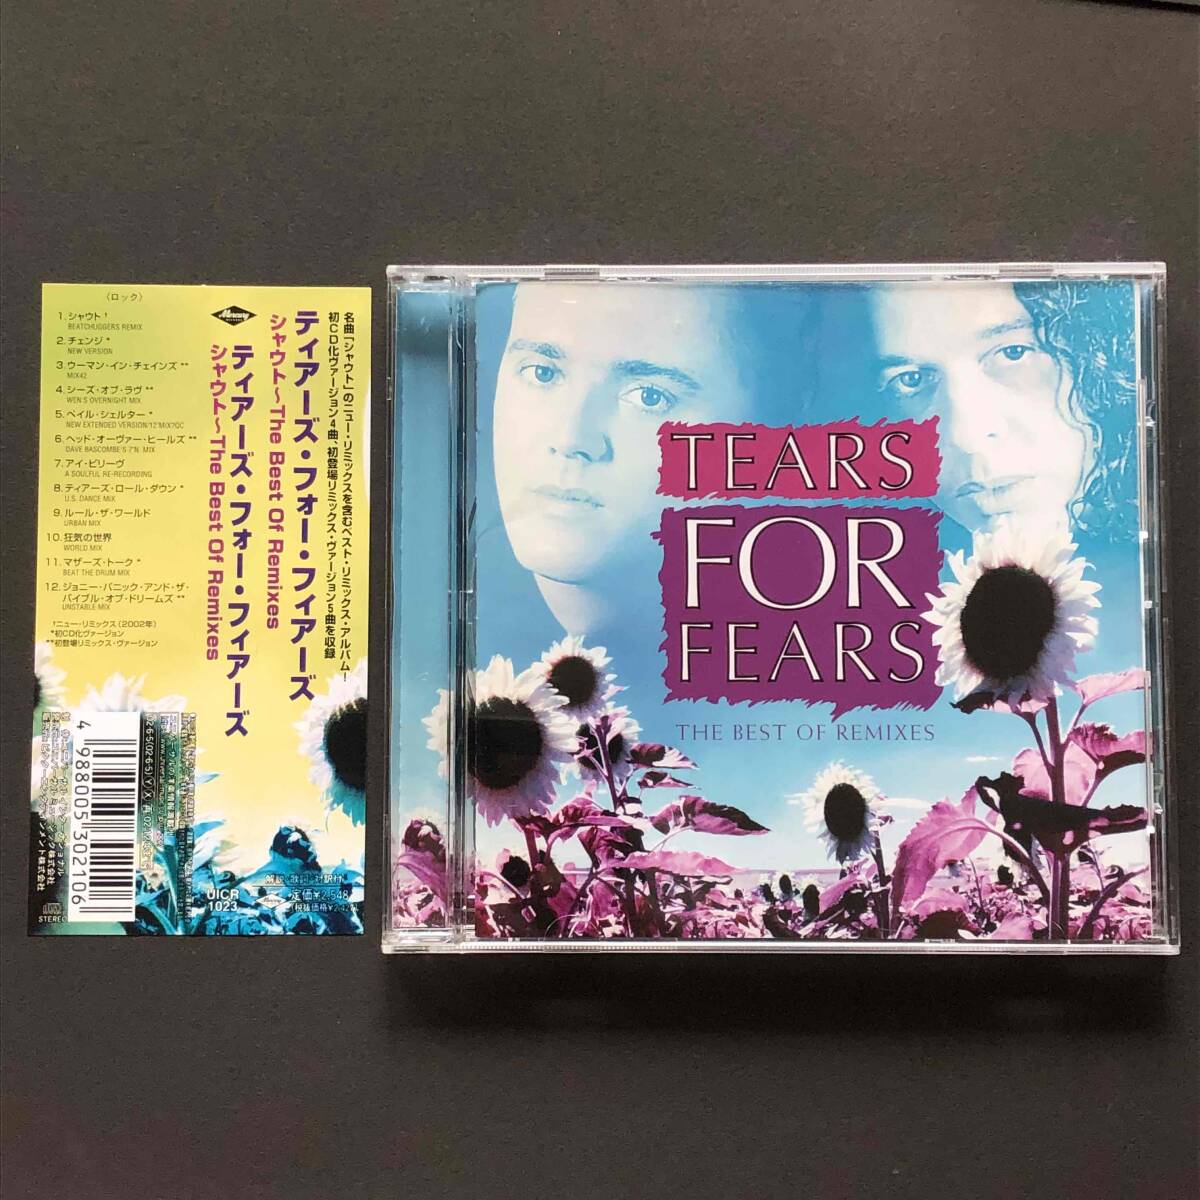 〈ロック〉
1. シャウト†
BEATCHUGGERS REMIX
2. チェンジ*
NEW VERSION
3. ウーマン・イン・チェインズ**
MIX42
4. シーズ・オブ・ラヴ**
WEN'S OVERNIGHT MIX
5. ペイル・シェルター*
NEW EXTENDED VERSION/12"MIX?QC
6. ヘッド・オーヴァー・ヒールズ**
DAVE BASCOMBE'S 7"N MIX
7. アイ・ビリーヴ
A SOULFUL RE-RECORDING
8. ティアーズ・ロール・ダウン*
U.S. DANCE MIX
9. ルール・ザ・ワールド
URBAN MIX
10. 狂気の世界
WORLD MIX
11. マザーズ・トーク*
BEAT THE DRUM MIX
12. ジョニー・パニック・アンド・ザ・
バイブル・オブ・ドリームズ**
UNSTABLE MIX
†ニュー・リミックス(2002年)
*初CD化ヴァージョン
**初登場リミックス・ヴァージョン
Mercury
名曲「シャウト」のニュー・リミックスを含むベスト・リミックス・アルバム!
初CD化ヴァージョン4曲、初登場リミックス・ヴァージョン5曲を収録
ティアーズ・フォー・フィアーズ
シャウト〜The Best Of Remixes
ティアーズ・フォー・フィアーズ
シャウト〜The Best Of Remixes
4 988005 302106
STEREO
UICR
1023
解説・歌詞・対訳付
定価¥2,548
TEARS
FOR
FEARS
THE BEST OF REMIXES